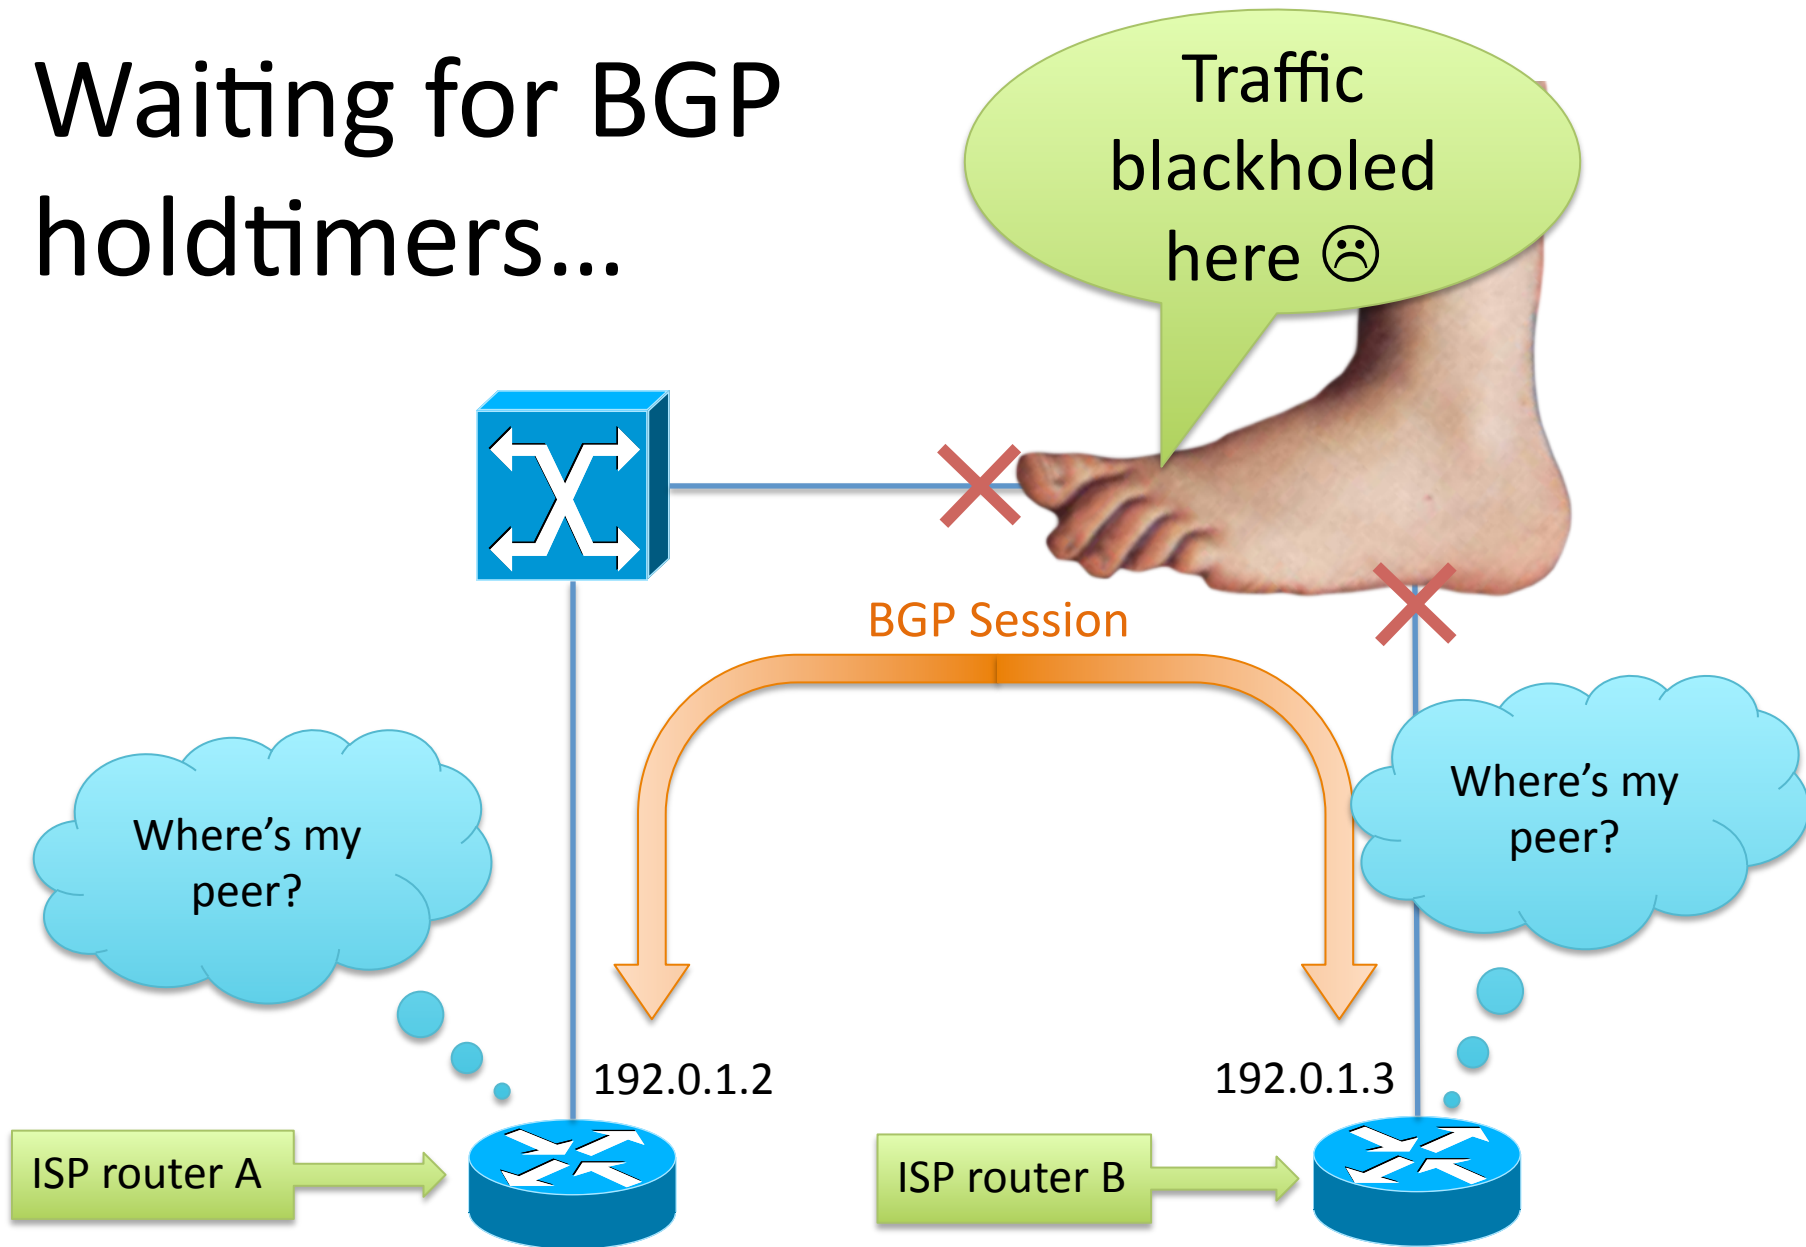 Waiting for BGP
holdtimers...
Traffic
blackholed
here ☹
BGP Session
Where’s my
peer?
Where’s my
peer?
192.0.1.2
192.0.1.3
ISP router A
ISP router B